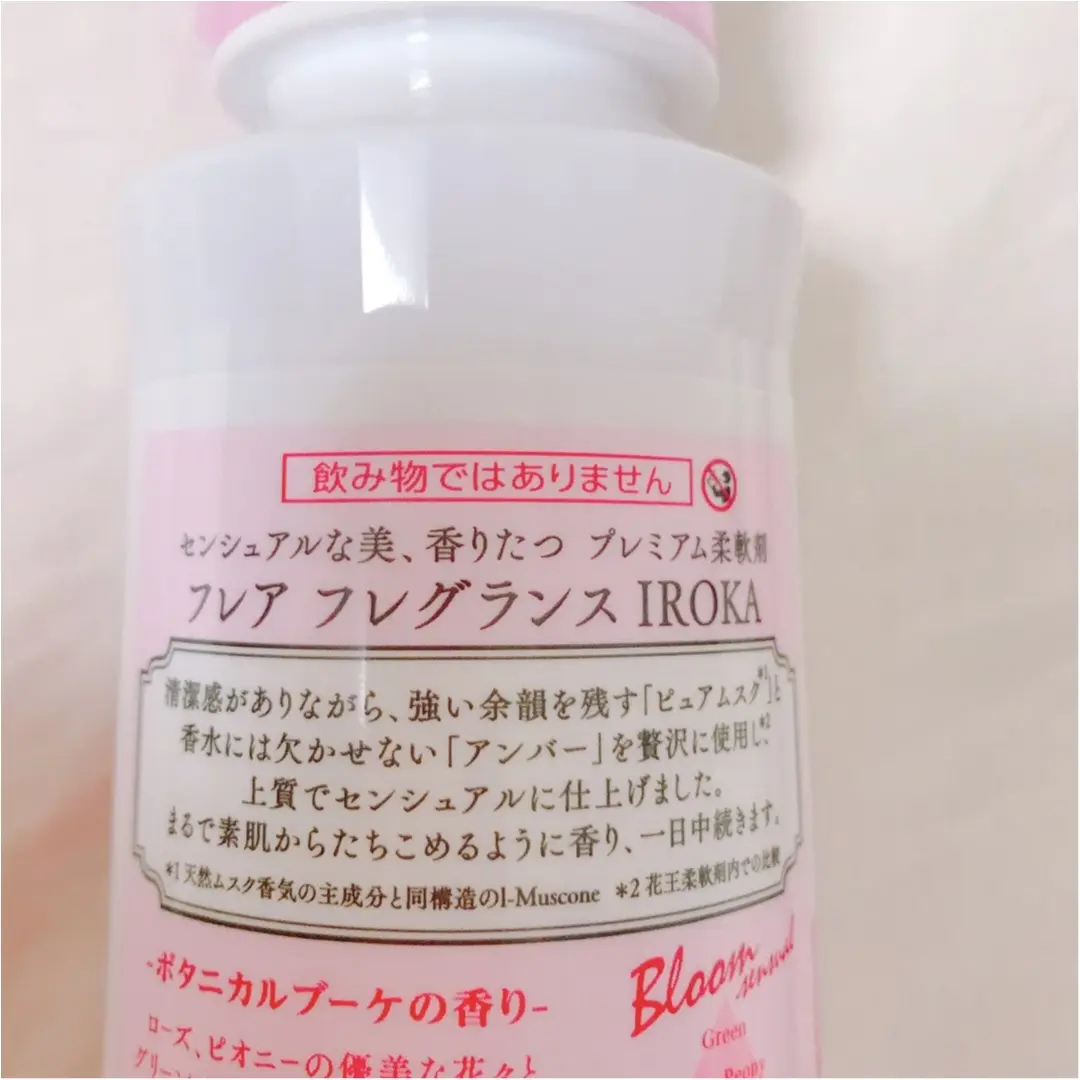 飲み物ではありません
センシュアルな美、香りたつ プレミアム柔軟剤
フレア フレグランス IROKA
清潔感がありながら、強い余韻を残す「ピュアムスク*1」と
香水には欠かせない「アンバー」を贅沢に使用し*2、
上質でセンシュアルに仕上げました。
まるで素肌からたちこめるように香り、一日中続きます。
*1 天然ムスク香気の主成分と同構造のl-Muscone *2 花王柔軟剤内での比較
-ボタニカルブーケの香り-
Bloom
sensual
ローズ、ピオニーの優美な花々と
Green
Peony